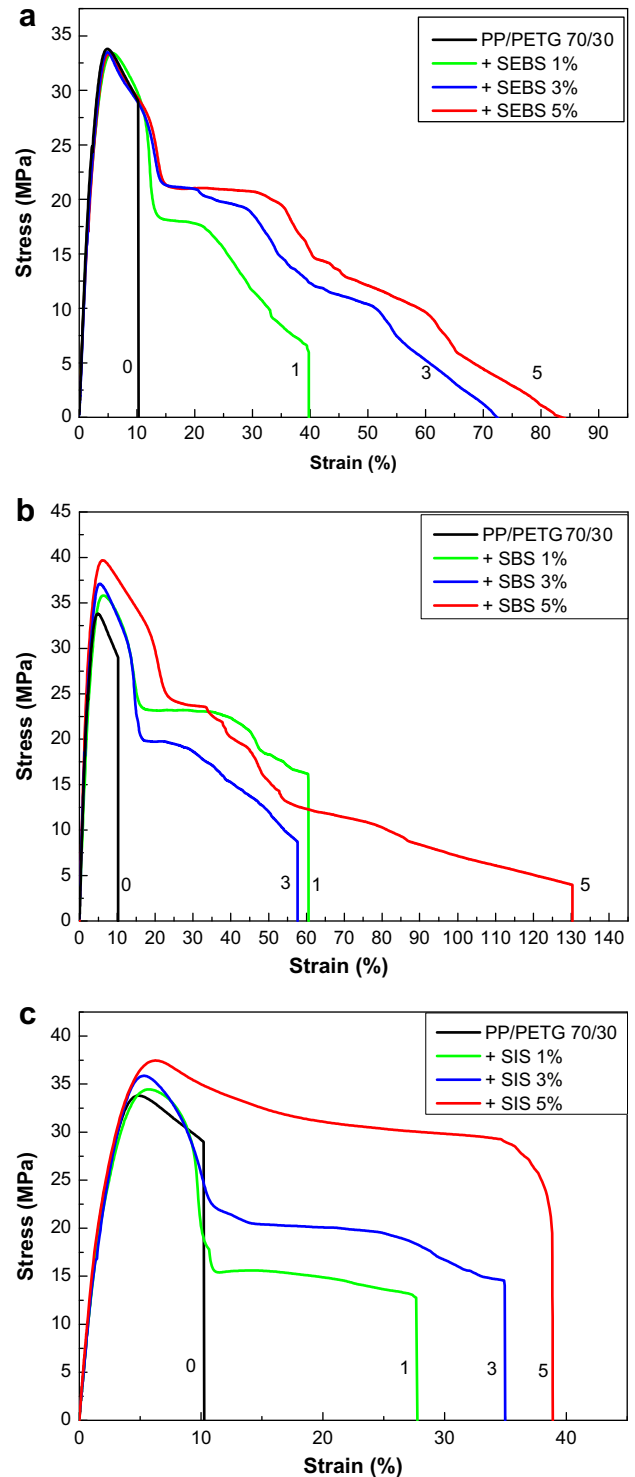 a
35
30
25
20
15
10
5
0
Stress (MPa)
PP/PETG 70/30
+ SEBS 1%
+ SEBS 3%
+ SEBS 5%
0
1
3
5
0 10 20 30 40 50 60 70 80 90
Strain (%)
b
45
40
35
30
25
20
15
10
5
0
Stress (MPa)
PP/PETG 70/30
+ SBS 1%
+ SBS 3%
+ SBS 5%
0
3
1
5
0 10 20 30 40 50 60 70 80 90 100 110 120 130 140
Strain (%)
c
40
35
30
25
20
15
10
5
0
Stress (MPa)
PP/PETG 70/30
+ SIS 1%
+ SIS 3%
+ SIS 5%
0
1
3
5
0 10 20 30 40
Strain (%)